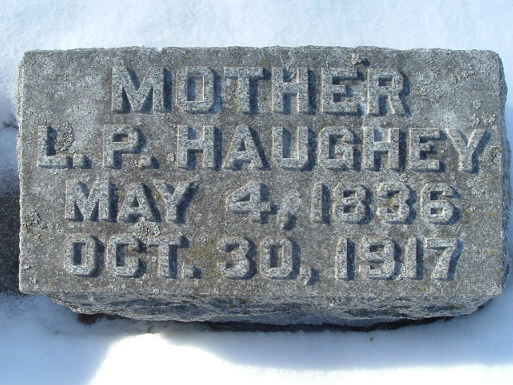 MOTHER
L. P. HAUGHEY
MAY 4, 1836
OCT. 30, 1917